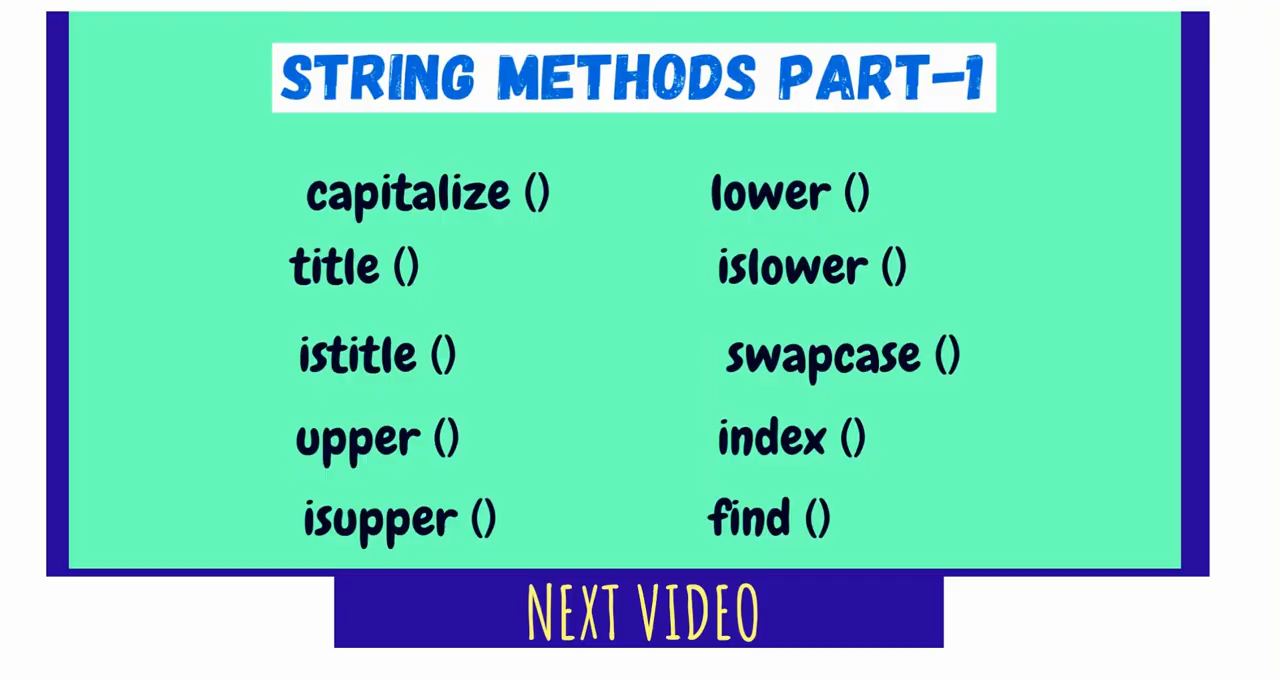 STRING METHODS PART-1
capitalize ()
title ()
istitle ()
upper ()
isupper ()
lower ()
islower ()
swapcase ()
index ()
find ()
NEXT VIDEO